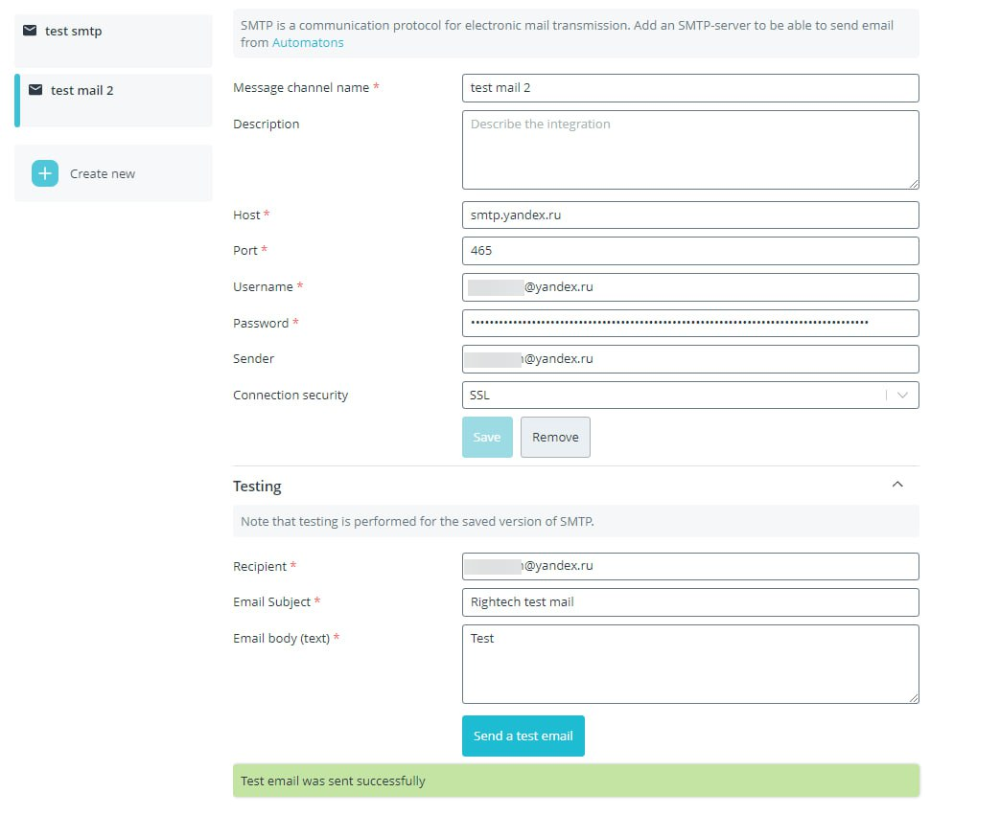 test smtp
test mail 2
Create new
SMTP is a communication protocol for electronic mail transmission. Add an SMTP-server to be able to send email
from Automatons
Message channel name * test mail 2
Description Describe the integration
Host * smtp.yandex.ru
Port * 465
Username * @yandex.ru
Password * 
Sender @yandex.ru
Connection security SSL
Save Remove
Testing
Note that testing is performed for the saved version of SMTP.
Recipient * @yandex.ru
Email Subject * Rightech test mail
Email body (text) * Test
Send a test email
Test email was sent successfully